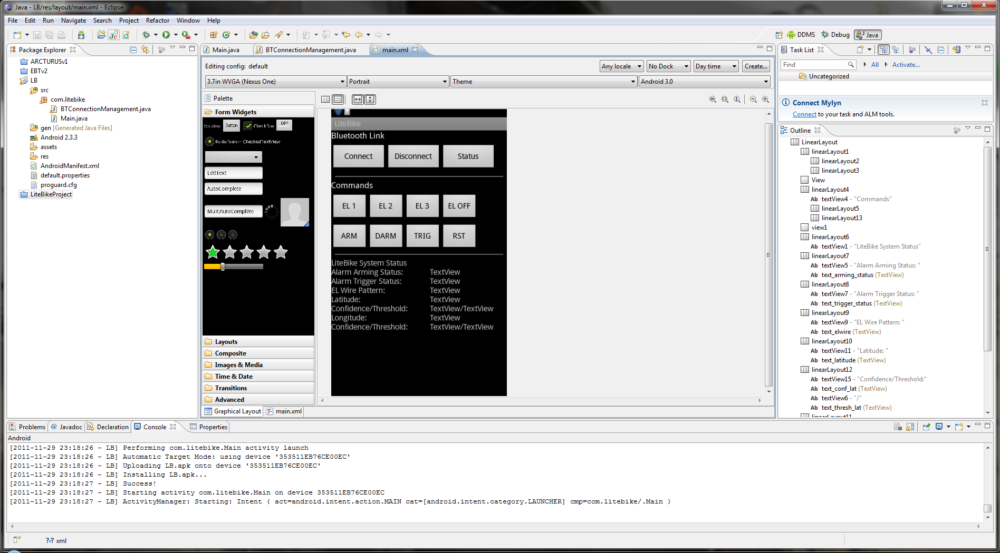 Java - LB/res/layout/main.xml - Eclipse
File Edit Run Navigate Search Project Refactor Window Help
DDMS Debug Java
Package Explorer
ARCTURUSv1
EBTv2
LB
src
com.litebike
BTConnectionManagement.java
Main.java
gen [Generated Java Files]
Android 2.3.3
assets
res
AndroidManifest.xml
default.properties
proguard.cfg
LiteBikeProject
Main.java BTConnectionManagement.java main.xml
Editing config: default
Any locale No Dock Day time Create...
3.7in WVGA (Nexus One) Portrait Theme Android 3.0
Palette
Form Widgets
TextView Button CheckBox OFF
RadioButton CheckedTextView
EditText
AutoComplete
MultiAutoComplete
Layouts
Composite
Images & Media
Time & Date
Transitions
Advanced
LiteBike
Bluetooth Link
Connect Disconnect Status
Commands
EL 1 EL 2 EL 3 EL OFF
ARM DARM TRIG RST
LiteBike System Status
Alarm Arming Status: TextView
Alarm Trigger Status: TextView
EL Wire Pattern: TextView
Latitude: TextView
Confidence/Threshold: TextView/TextView
Longitude: TextView
Confidence/Threshold: TextView/TextView
Graphical Layout main.xml
Task List
Find All Activate...
Uncategorized
Connect Mylyn
Connect to your task and ALM tools.
Outline
LinearLayout
linearLayout1
linearLayout2
linearLayout3
View
linearLayout4
Ab textView4 - "Commands"
linearLayout5
linearLayout13
view1
linearLayout6
Ab textView1 - "LiteBike System Status"
linearLayout7
Ab textView5 - "Alarm Arming Status: "
Ab text_arming_status (TextView)
linearLayout8
Ab textView7 - "Alarm Trigger Status: "
Ab text_trigger_status (TextView)
linearLayout9
Ab textView9 - "EL Wire Pattern: "
Ab text_elwire (TextView)
linearLayout10
Ab textView11 - "Latitude: "
Ab text_latitude (TextView)
linearLayout12
Ab textView15 - "Confidence/Threshold:"
Ab text_conf_lat (TextView)
Ab textView6 - "/"
Ab text_thresh_lat (TextView)
linearLayout11
Problems @ Javadoc Declaration Console Properties
Android
[2011-11-29 23:18:26 - LB] Performing com.litebike.Main activity launch
[2011-11-29 23:18:26 - LB] Automatic Target Mode: using device '353511EB76CE00EC'
[2011-11-29 23:18:26 - LB] Uploading LB.apk onto device '353511EB76CE00EC'
[2011-11-29 23:18:26 - LB] Installing LB.apk...
[2011-11-29 23:18:27 - LB] Success!
[2011-11-29 23:18:27 - LB] Starting activity com.litebike.Main on device 353511EB76CE00EC
[2011-11-29 23:18:27 - LB] ActivityManager: Starting: Intent { act=android.intent.action.MAIN cat=[android.intent.category.LAUNCHER] cmp=com.litebike/.Main }
?=? xml